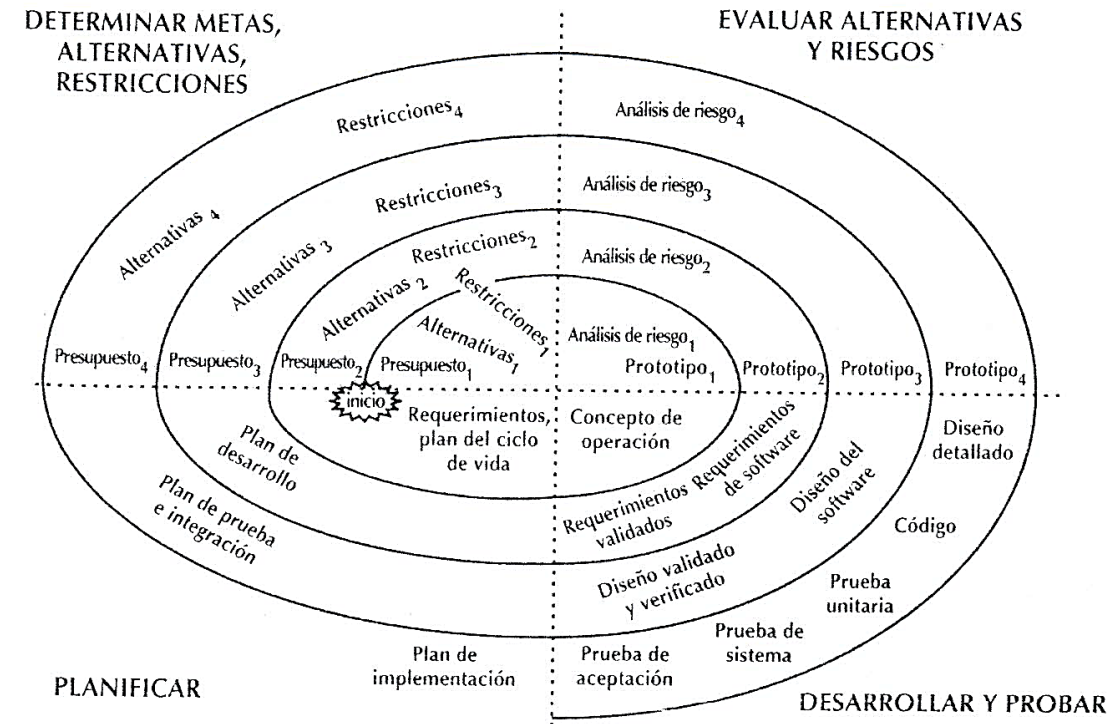 DETERMINAR METAS,
ALTERNATIVAS,
RESTRICCIONES
EVALUAR ALTERNATIVAS
Y RIESGOS
Restricciones4
Análisis de riesgo4
Alternativas 4
Restricciones3
Análisis de riesgo3
Alternativas 3
Restricciones2
Análisis de riesgo2
Alternativas 2
Restricciones1
Alternativas1
Análisis de riesgo1
Presupuesto4
Presupuesto3
Presupuesto2
Presupuesto1
Prototipo1
Prototipo2
Prototipo3
Prototipo4
inicio
Requerimientos,
plan del ciclo
de vida
Concepto de
operación
Plan de
desarrollo
Requerimientos
de software
Requerimientos
validados
Diseño del
software
Diseño
detallado
Plan de prueba
e integración
Diseño validado
y verificado
Código
Prueba
unitaria
Prueba de
sistema
Plan de
implementación
Prueba de
aceptación
PLANIFICAR
DESARROLLAR Y PROBAR